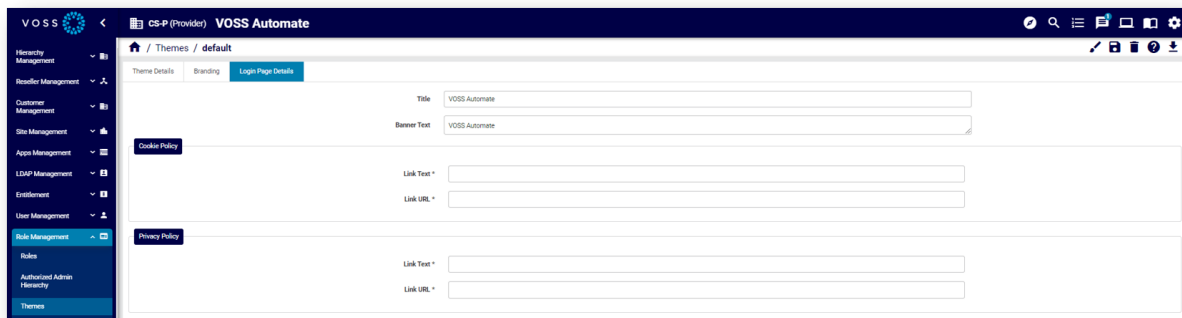 VOSS
CS-P (Provider) VOSS Automate
1
/ Themes / default
Hierarchy
Management
Reseller Management
Customer
Management
Site Management
Apps Management
LDAP Management
Entitlement
User Management
Role Management
Roles
Authorized Admin
Hierarchy
Themes
Theme Details Branding Login Page Details
Title VOSS Automate
Banner Text VOSS Automate
Cookie Policy
Link Text *
Link URL *
Privacy Policy
Link Text *
Link URL *